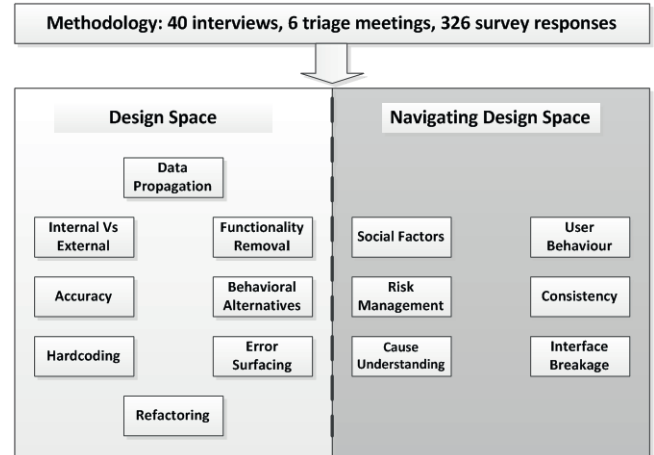 Methodology: 40 interviews, 6 triage meetings, 326 survey responses
Design Space
Data
Propagation
Internal Vs
External
Functionality
Removal
Accuracy
Behavioral
Alternatives
Hardcoding
Error
Surfacing
Refactoring
Navigating Design Space
Social Factors
User
Behaviour
Risk
Management
Consistency
Cause
Understanding
Interface
Breakage